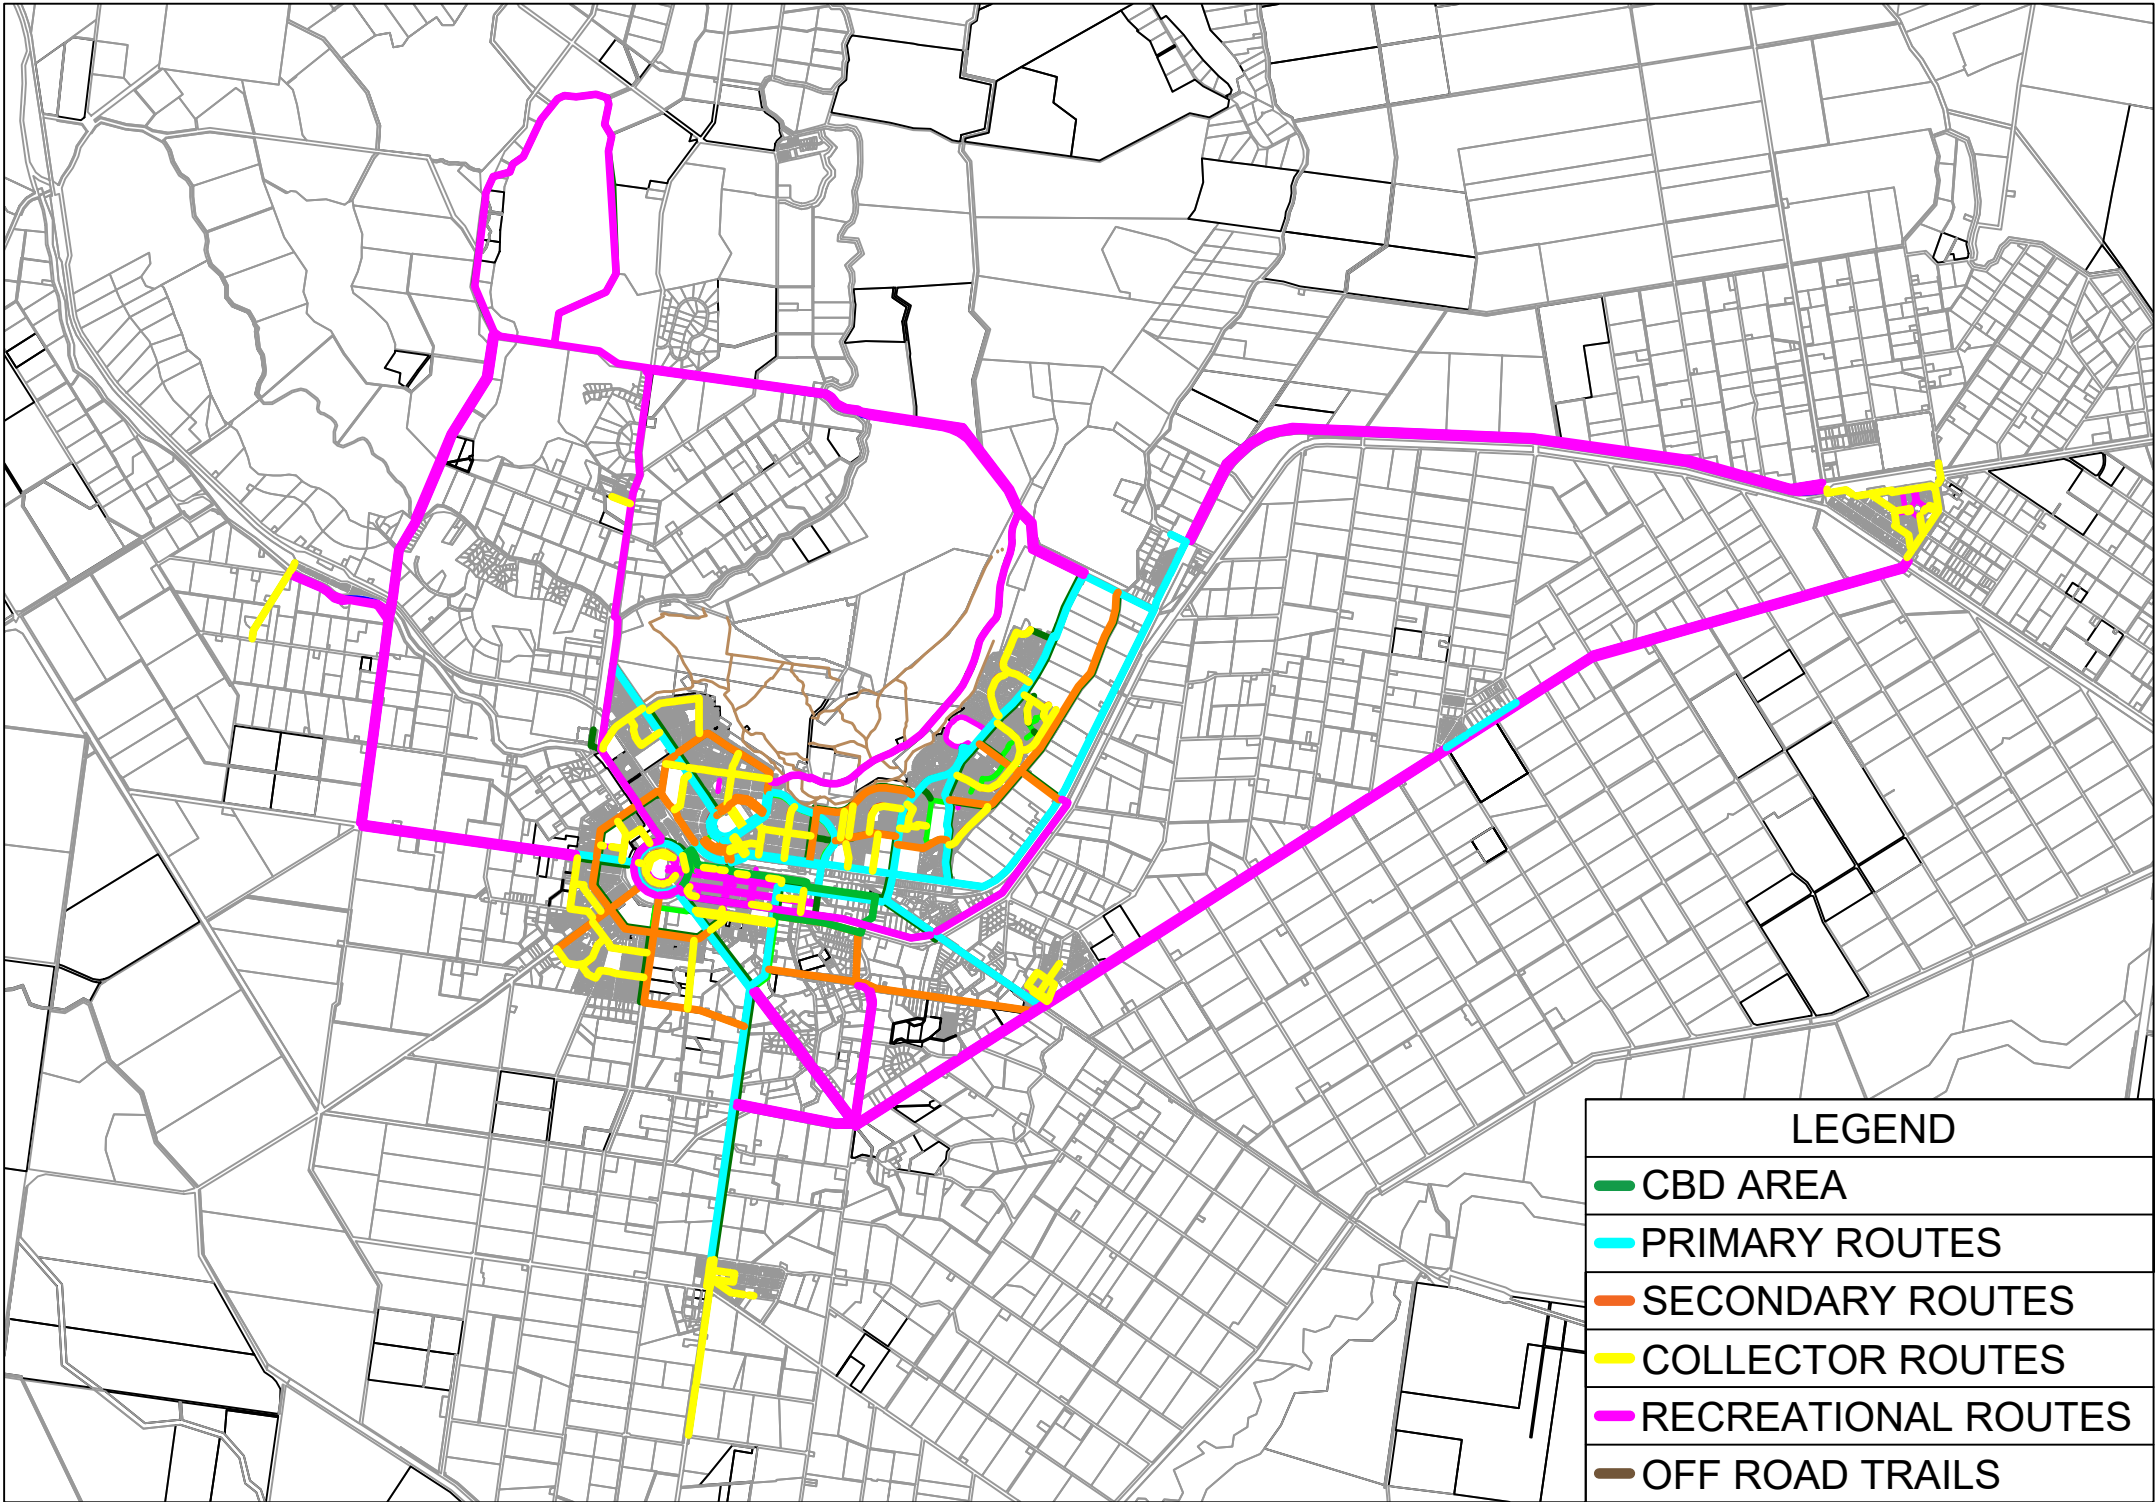 LEGEND
CBD AREA
PRIMARY ROUTES
SECONDARY ROUTES
COLLECTOR ROUTES
RECREATIONAL ROUTES
OFF ROAD TRAILS